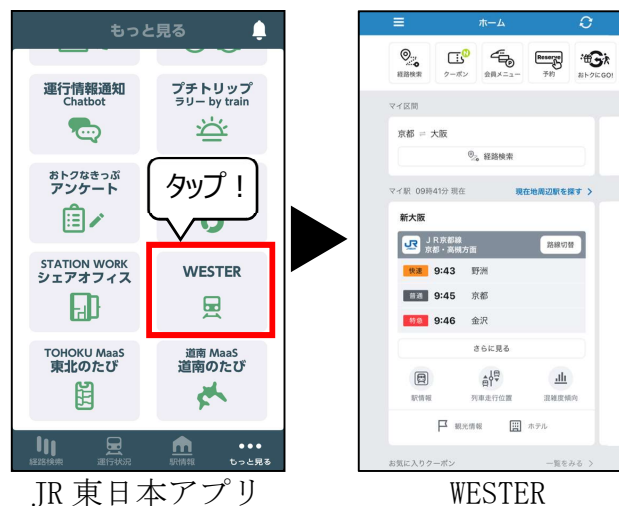 もっと見る
運行情報通知
Chatbot
プチトリップ
ラリー by train
おトクなきっぷ
アンケート
タップ！
STATION WORK
シェアオフィス
WESTER
TOHOKU MaaS
東北のたび
道南 MaaS
道南のたび
経路検索
運行状況
駅情報
もっと見る
JR東日本アプリ
ホーム
経路検索
N
クーポン
会員メニュー
Reserve
予約
おトクにGO!
マイ区間
京都 ⇌ 大阪
経路検索
マイ駅 09時41分 現在
現在地周辺駅を探す >
新大阪
JR
JR京都線
京都・高槻方面
路線切替
快速 9:43 野洲
普通 9:45 京都
特急 9:46 金沢
さらに見る
駅情報
列車走行位置
混雑度傾向
観光情報
ホテル
お気に入りクーポン
一覧をみる >
WESTER